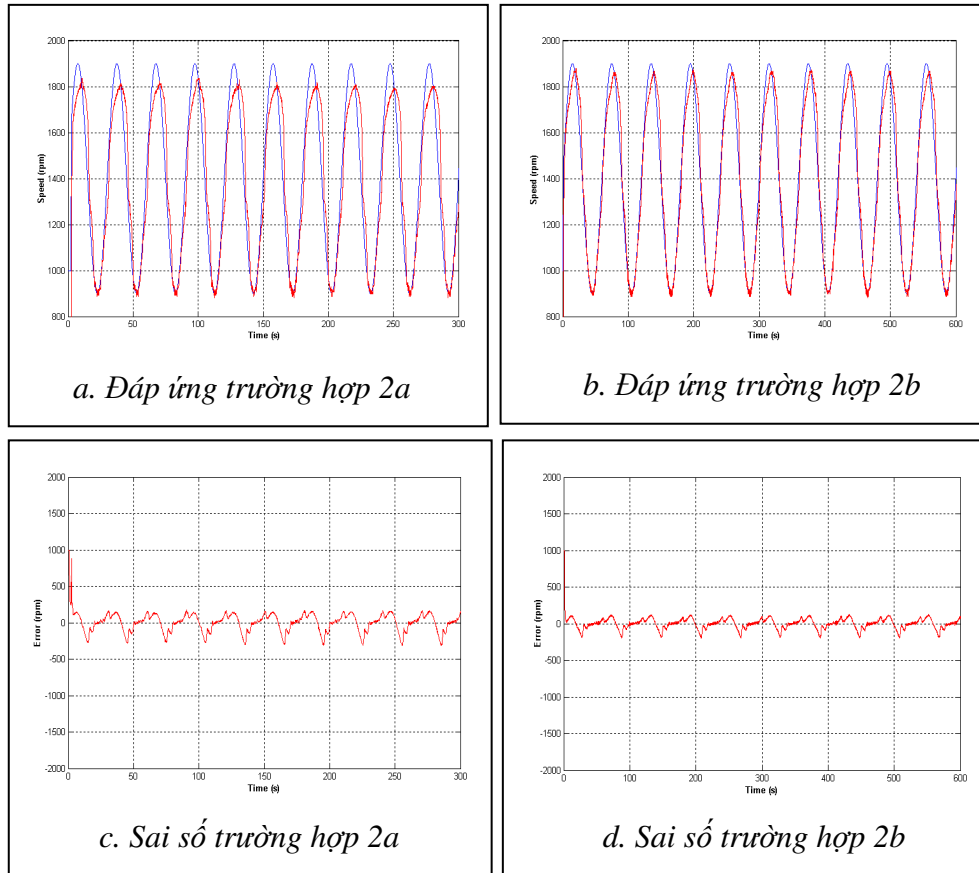 2000
1800
1600
1400
1200
1000
800
Speed (rpm)
0 50 100 150 200 250 300
Time (s)
a. Đáp ứng trường hợp 2a
2000
1800
1600
1400
1200
1000
800
Speed (rpm)
0 100 200 300 400 500 600
Time (s)
b. Đáp ứng trường hợp 2b
2000
1500
1000
500
0
-500
-1000
-1500
-2000
Error (rpm)
0 50 100 150 200 250 300
Time (s)
c. Sai số trường hợp 2a
2000
1500
1000
500
0
-500
-1000
-1500
-2000
Error (rpm)
0 100 200 300 400 500 600
Time (s)
d. Sai số trường hợp 2b